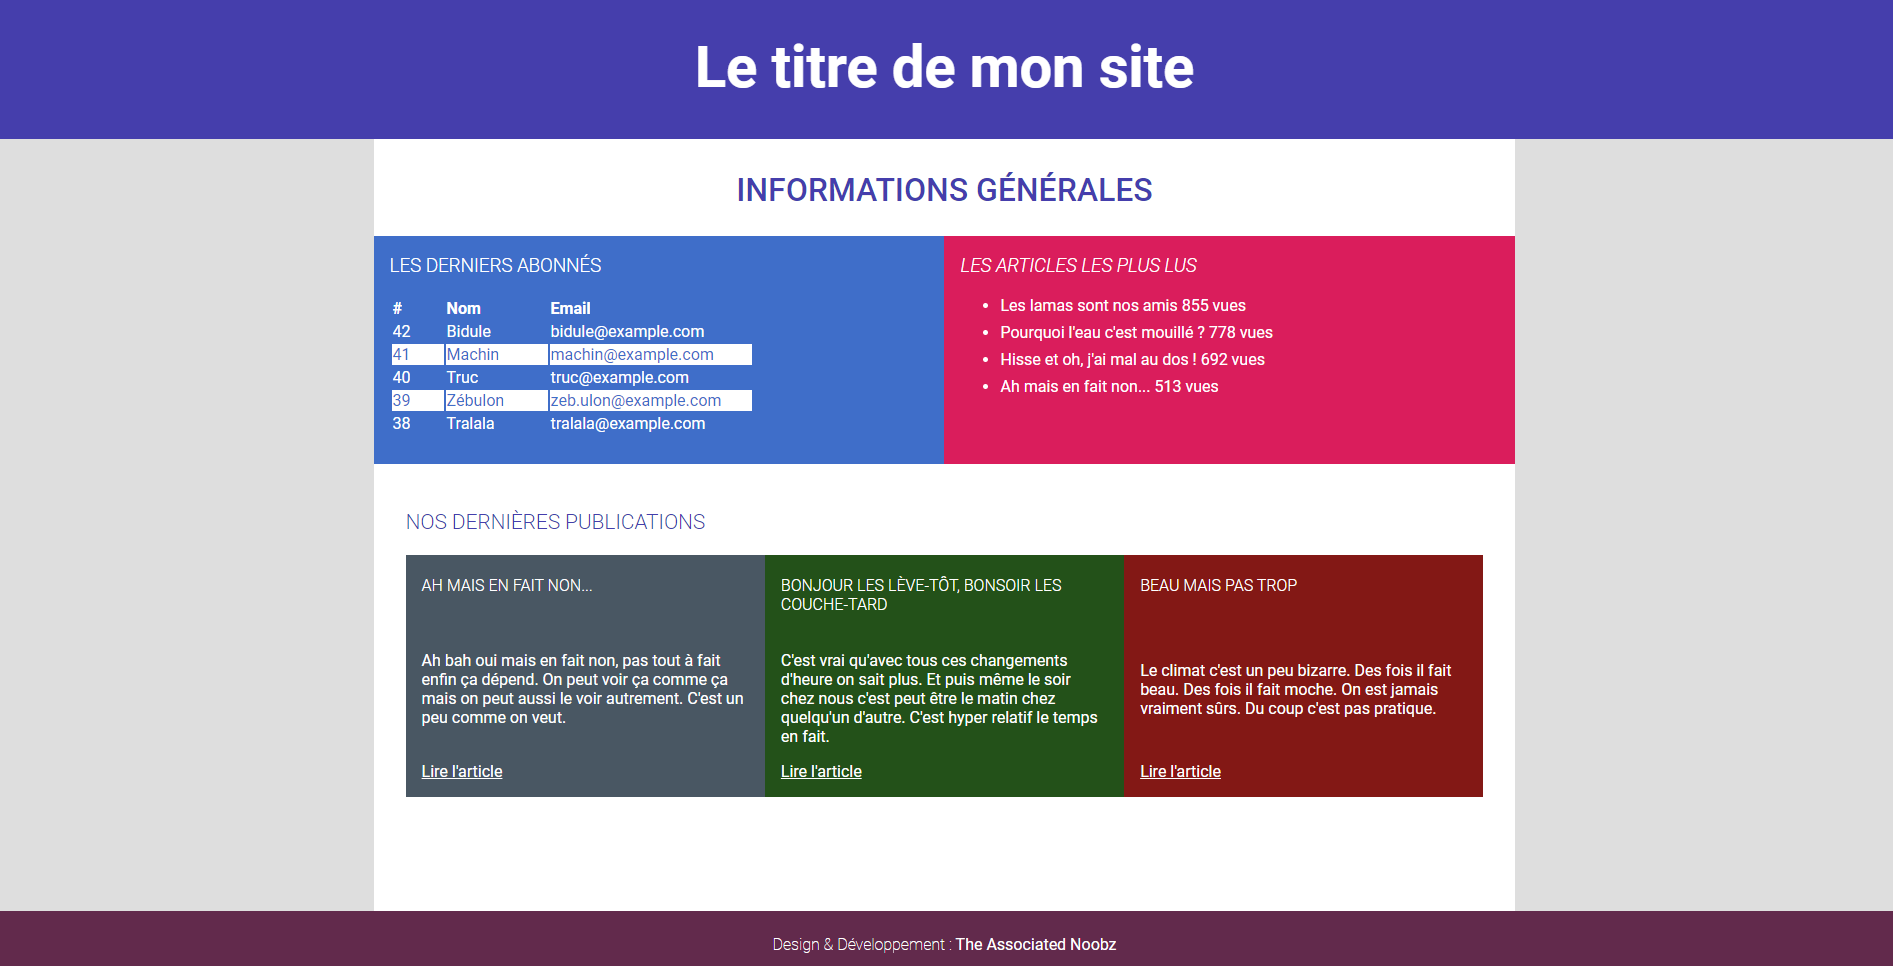 Le titre de mon site
INFORMATIONS GÉNÉRALES
LES DERNIERS ABONNÉS
# Nom Email
42 Bidule bidule@example.com
41 Machin machin@example.com
40 Truc truc@example.com
39 Zébulon zeb.ulon@example.com
38 Tralala tralala@example.com
LES ARTICLES LES PLUS LUS
• Les lamas sont nos amis 855 vues
• Pourquoi l'eau c'est mouillé ? 778 vues
• Hisse et oh, j'ai mal au dos ! 692 vues
• Ah mais en fait non... 513 vues
NOS DERNIÈRES PUBLICATIONS
AH MAIS EN FAIT NON...
Ah bah oui mais en fait non, pas tout à fait
enfin ça dépend. On peut voir ça comme ça
mais on peut aussi le voir autrement. C'est un
peu comme on veut.
Lire l'article
BONJOUR LES LÈVE-TÔT, BONSOIR LES
COUCHE-TARD
C'est vrai qu'avec tous ces changements
d'heure on sait plus. Et puis même le soir
chez nous c'est peut être le matin chez
quelqu'un d'autre. C'est hyper relatif le temps
en fait.
Lire l'article
BEAU MAIS PAS TROP
Le climat c'est un peu bizarre. Des fois il fait
beau. Des fois il fait moche. On est jamais
vraiment sûrs. Du coup c'est pas pratique.
Lire l'article
Design & Développement : The Associated Noobz